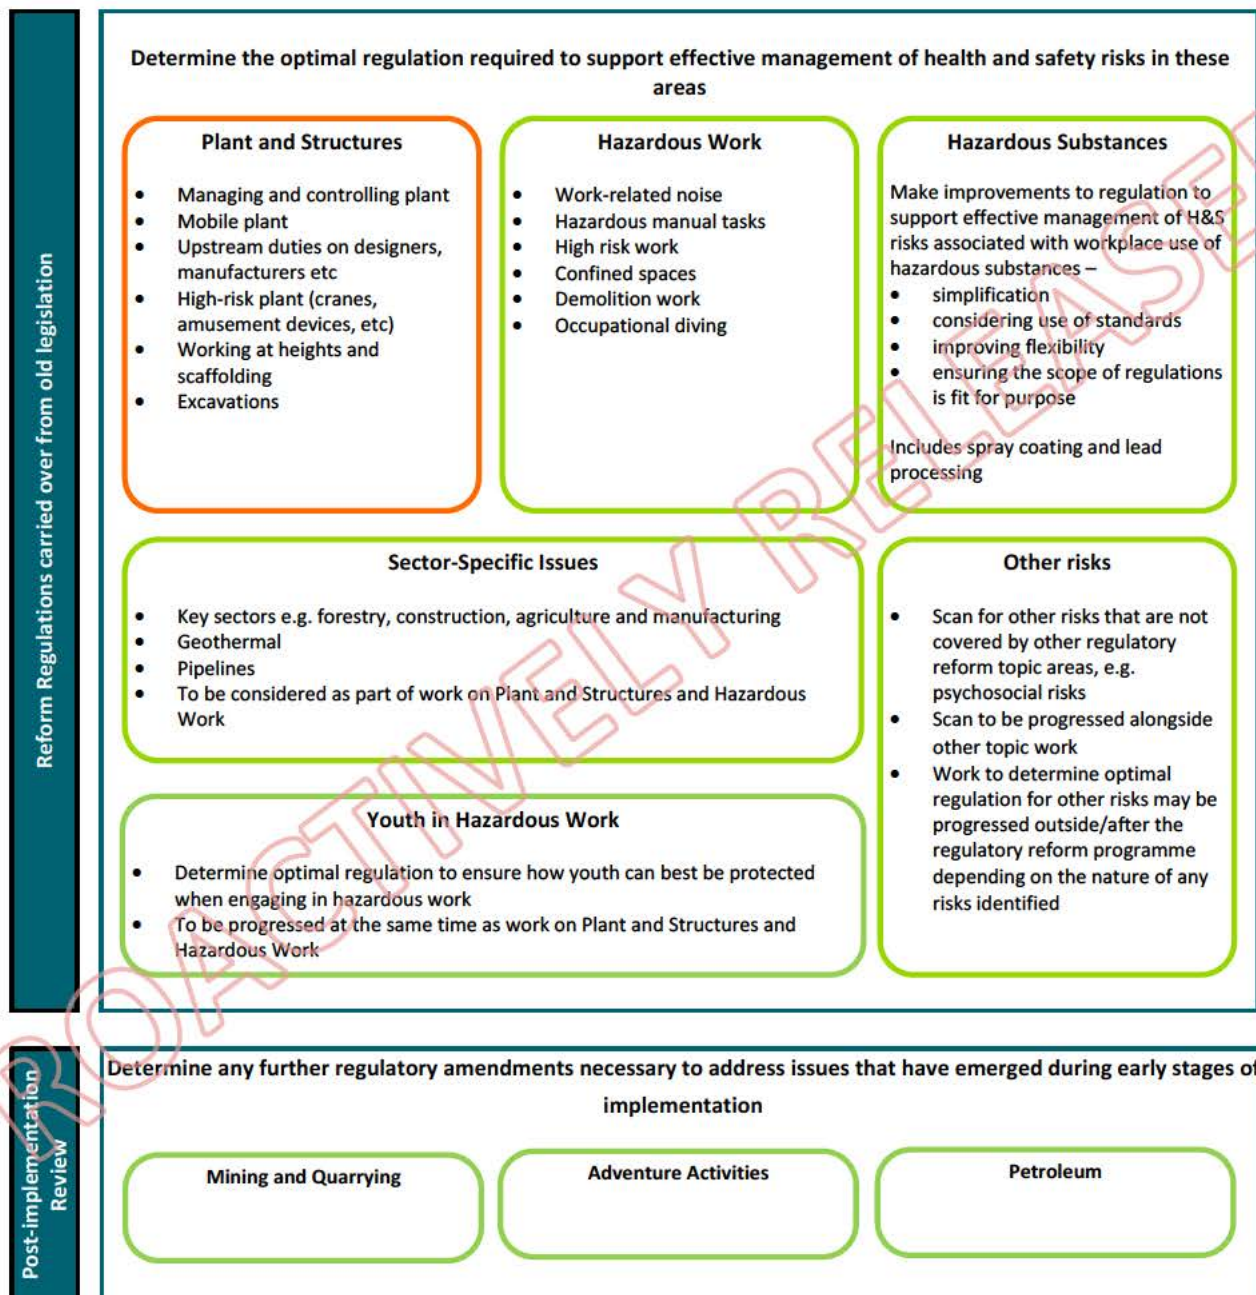 Reform Regulations carried over from old legislation
Determine the optimal regulation required to support effective management of health and safety risks in these
areas
Plant and Structures
• Managing and controlling plant
• Mobile plant
• Upstream duties on designers,
manufacturers etc
• High-risk plant (cranes,
amusement devices, etc)
• Working at heights and
scaffolding
• Excavations
Hazardous Work
• Work-related noise
• Hazardous manual tasks
• High risk work
• Confined spaces
• Demolition work
• Occupational diving
Hazardous Substances
Make improvements to regulation to
support effective management of H&S
risks associated with workplace use of
hazardous substances –
• simplification
• considering use of standards
• improving flexibility
• ensuring the scope of regulations
is fit for purpose
Includes spray coating and lead
processing
Sector-Specific Issues
• Key sectors e.g. forestry, construction, agriculture and manufacturing
• Geothermal
• Pipelines
• To be considered as part of work on Plant and Structures and Hazardous
Work
Other risks
• Scan for other risks that are not
covered by other regulatory
reform topic areas, e.g.
psychosocial risks
• Scan to be progressed alongside
other topic work
• Work to determine optimal
regulation for other risks may be
progressed outside/after the
regulatory reform programme
depending on the nature of any
risks identified
Youth in Hazardous Work
• Determine optimal regulation to ensure how youth can best be protected
when engaging in hazardous work
• To be progressed at the same time as work on Plant and Structures and
Hazardous Work
Post-implementation
Review
Determine any further regulatory amendments necessary to address issues that have emerged during early stages of
implementation
Mining and Quarrying
Adventure Activities
Petroleum
ROACTIVELY RELEASE